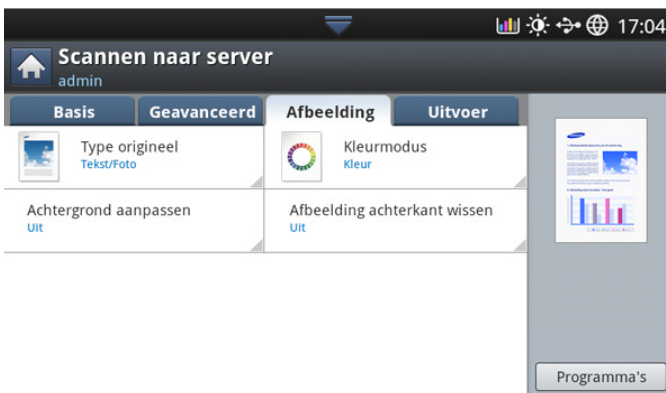 17:04
Scannen naar server
admin
Basis
Geavanceerd
Afbeelding
Uitvoer
Type origineel
Tekst/Foto
Kleurmodus
Kleur
Achtergrond aanpassen
Uit
Afbeelding achterkant wissen
Uit
Programma's